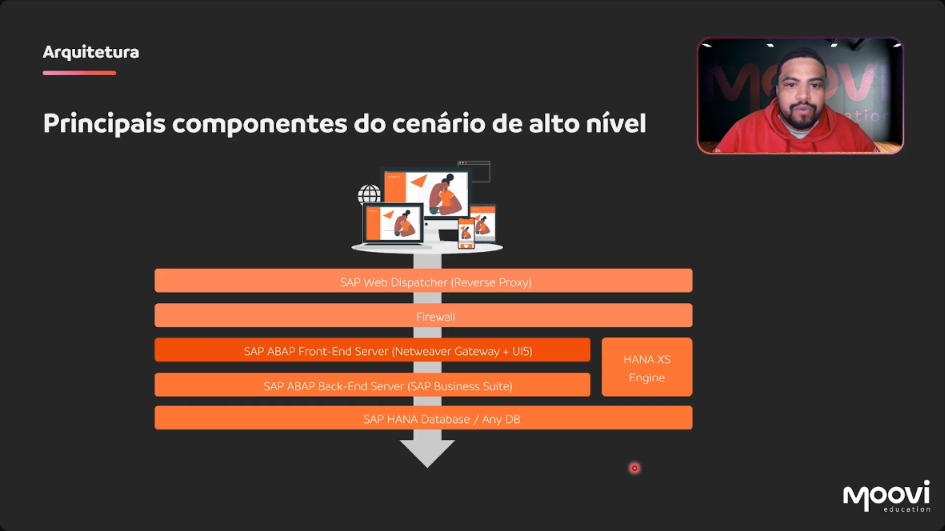 Arquitetura
Principais componentes do cenário de alto nível
SAP Web Dispatcher (Reverse Proxy)
Firewall
SAP ABAP Front-End Server (Netweaver Gateway + UI5)
HANA XS
Engine
SAP ABAP Back-End Server (SAP Business Suite)
SAP HANA Database / Any DB
moovi
education